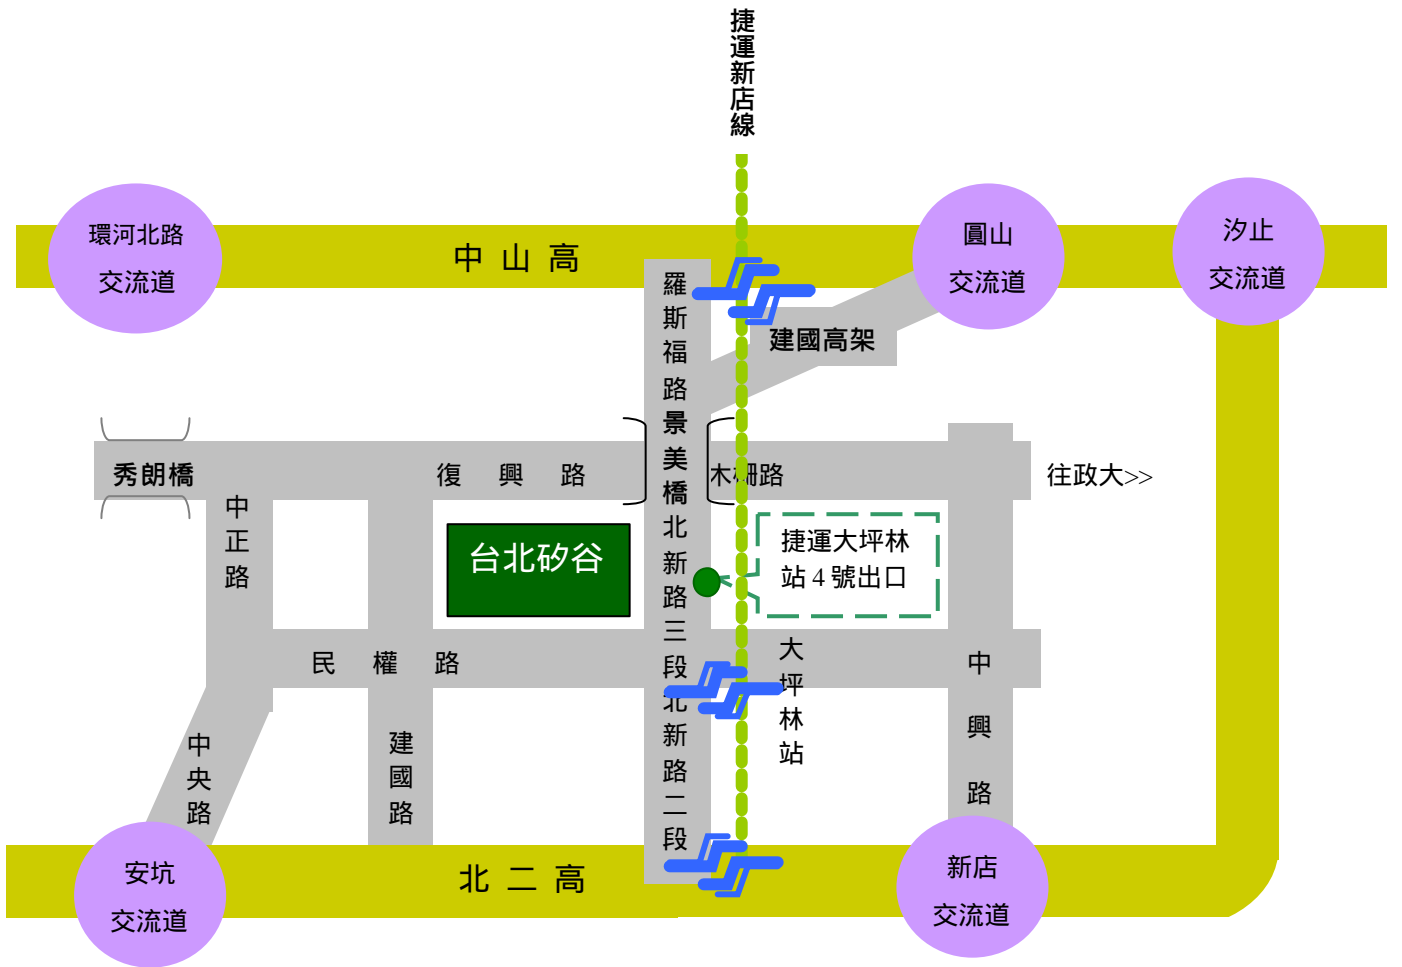 捷運新店線
環河北路
交流道
中山高
圓山
交流道
汐止
交流道
羅斯福路
建國高架
景美橋
秀朗橋
復興路
木柵路
往政大>>
中正路
台北矽谷
北新路三段
捷運大坪林
站4號出口
民權路
大坪林站
中興路
北新路二段
中央路
建國路
安坑
交流道
北二高
新店
交流道